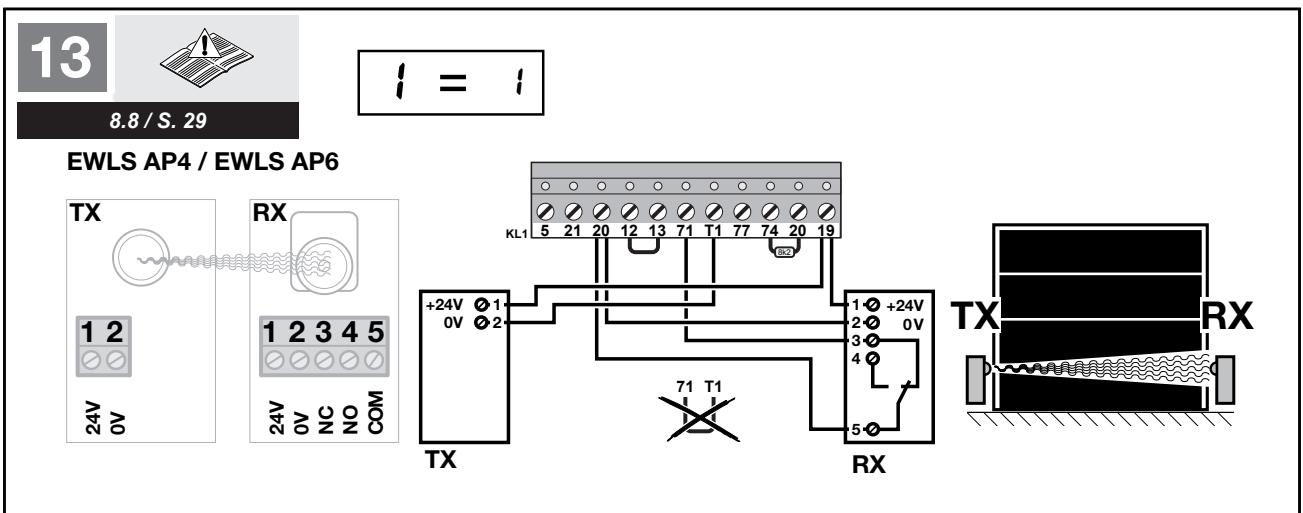 13
8.8 / S. 29
1 = 1
EWLS AP4 / EWLS AP6
TX
RX
1 2
1 2 3 4 5
24V
0V
24V
0V
NC
NO
COM
KL1 5 21 20 12 13 71 T1 77 74 20 19
8k2
+24V 1
0V 2
TX
71 T1
1 +24V
2 0V
3
4
5
RX
TX
RX